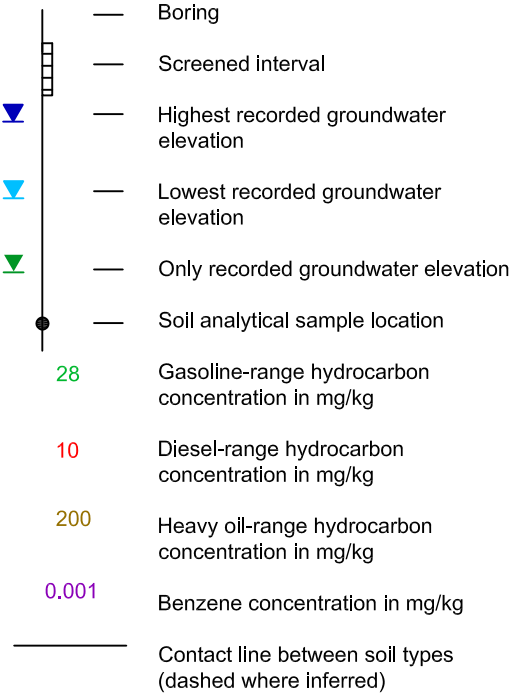 Boring
Screened interval
Highest recorded groundwater
elevation
Lowest recorded groundwater
elevation
Only recorded groundwater elevation
Soil analytical sample location
28
Gasoline-range hydrocarbon
concentration in mg/kg
10
Diesel-range hydrocarbon
concentration in mg/kg
200
Heavy oil-range hydrocarbon
concentration in mg/kg
0.001
Benzene concentration in mg/kg
Contact line between soil types
(dashed where inferred)